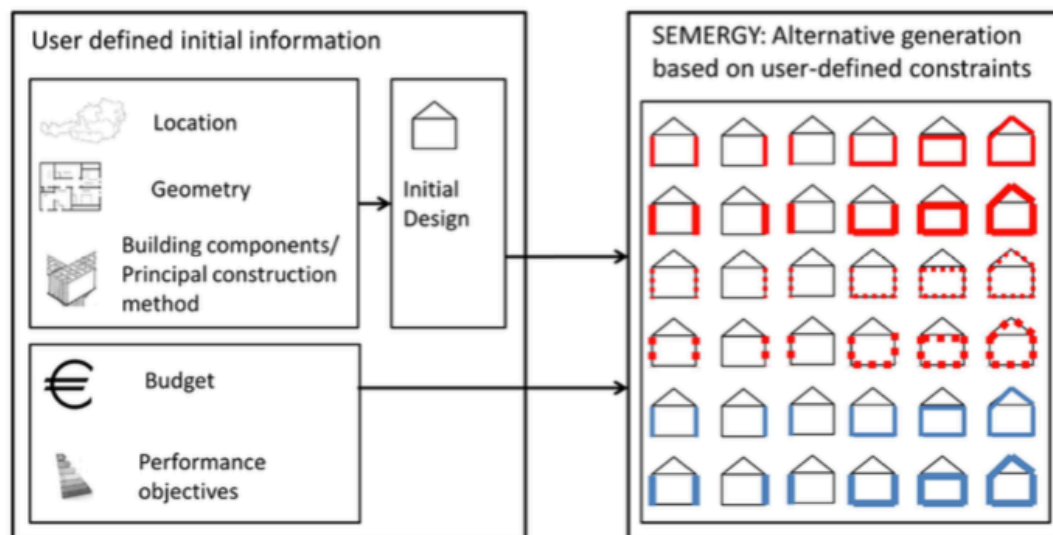 User defined initial information
Location
Geometry
Building components/
Principal construction
method
Initial
Design
€
Budget
Performance
objectives
SEMERGY: Alternative generation
based on user-defined constraints